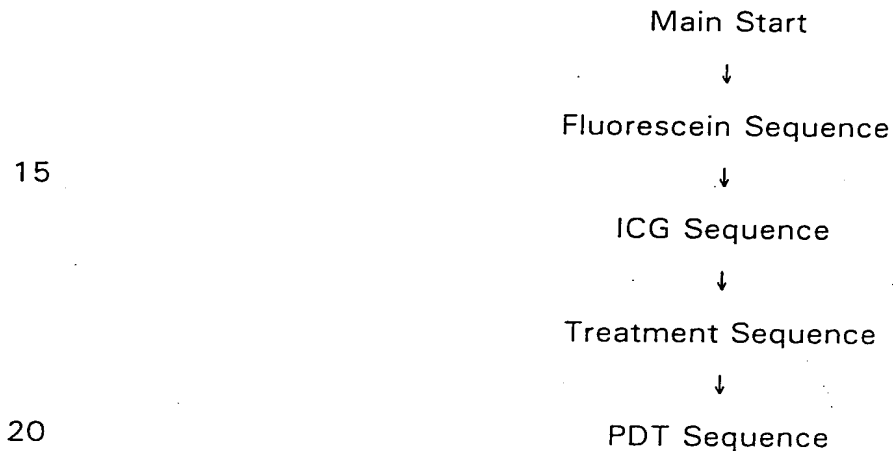 Main Start
↓
Fluorescein Sequence
15
↓
ICG Sequence
↓
Treatment Sequence
↓
20 PDT Sequence